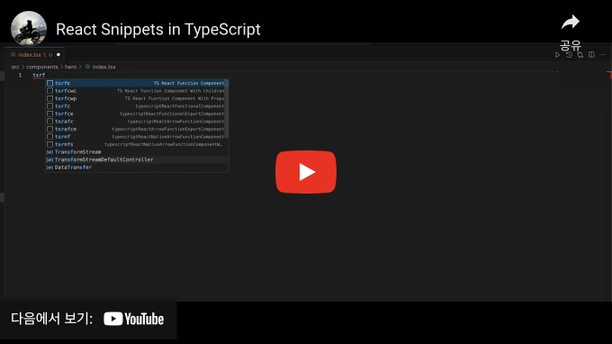 React Snippets in TypeScript
공유
index.tsx 1, U
src > components > hero > index.tsx
1 tsrf
tsrfc TS React Function Component
tsrfcwc TS React Function Component With Children
tsrfcwp TS React Function Component With Props
tsrfc typescriptReactFunctionalComponent
tsrfce typescriptReactFunctionalExportComponent
tsrafc typescriptReactArrowFunctionComponent
tsrafce typescriptReactArrowFunctionExportComponent
tsrnf typescriptReactNativeArrowFunctionComponent
tsrnfs typescriptReactNativeArrowFunctionComponentW…
TransformStream
TransformStreamDefaultController
DataTransfer
다음에서 보기: YouTube